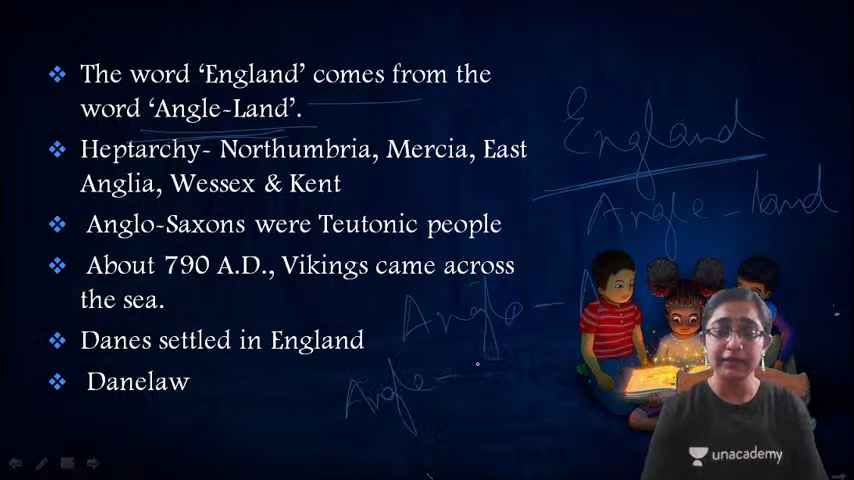 The word ‘England’ comes from the
word ‘Angle-Land’.
Heptarchy- Northumbria, Mercia, East
Anglia, Wessex & Kent
Anglo-Saxons were Teutonic people
About 790 A.D., Vikings came across
the sea.
Danes settled in England
Danelaw
England
Angle-land
Anglo -
Angle -
unacademy